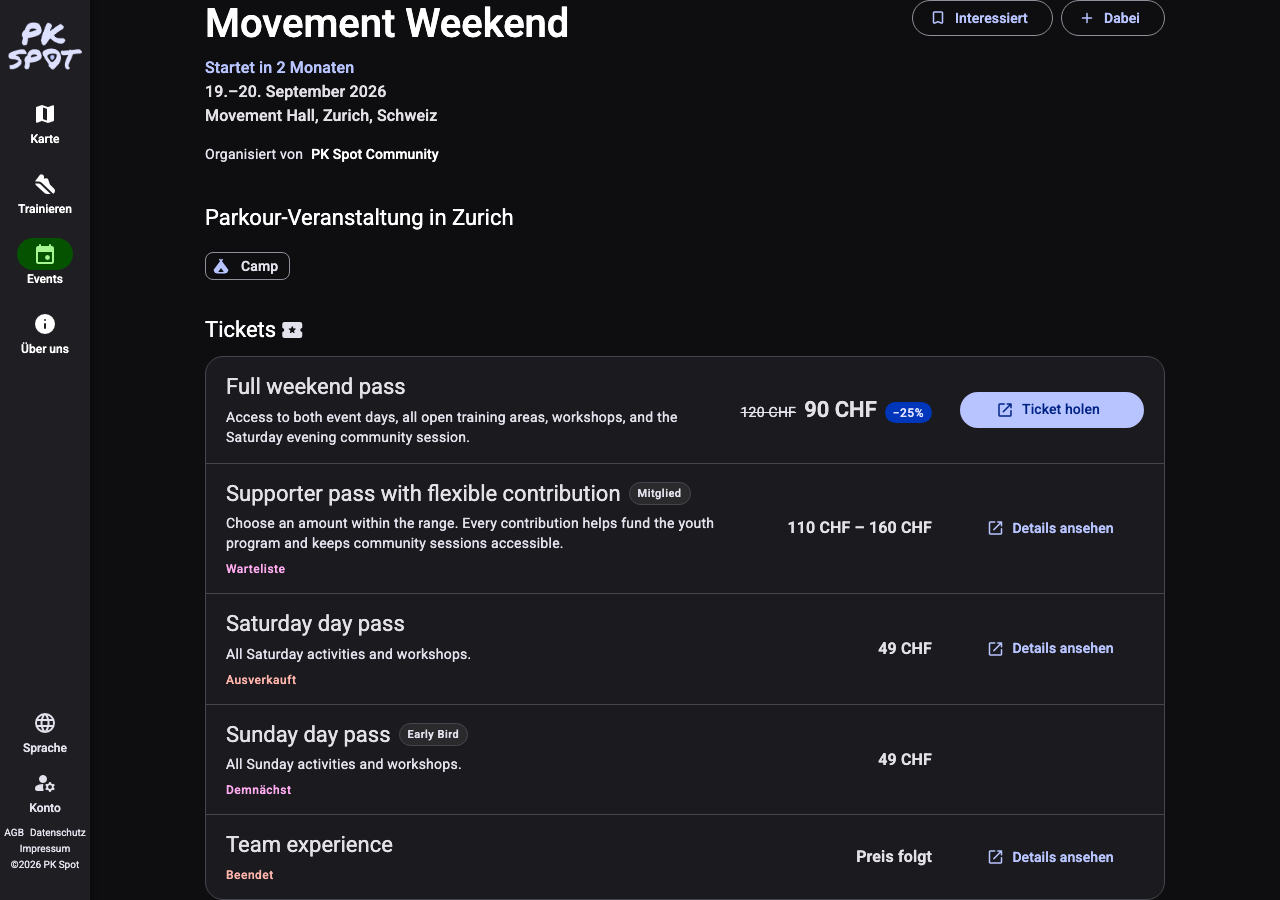 PK
SPOT
Karte
Trainieren
Events
Über uns
Sprache
Konto
AGB Datenschutz
Impressum
©2026 PK Spot
Movement Weekend
Interessiert
Dabei
Startet in 2 Monaten
19.–20. September 2026
Movement Hall, Zurich, Schweiz
Organisiert von PK Spot Community
Parkour-Veranstaltung in Zurich
Camp
Tickets
Full weekend pass
Access to both event days, all open training areas, workshops, and the
Saturday evening community session.
120 CHF 90 CHF −25%
Ticket holen
Supporter pass with flexible contribution Mitglied
Choose an amount within the range. Every contribution helps fund the youth
program and keeps community sessions accessible.
Warteliste
110 CHF – 160 CHF
Details ansehen
Saturday day pass
All Saturday activities and workshops.
Ausverkauft
49 CHF
Details ansehen
Sunday day pass Early Bird
All Sunday activities and workshops.
Demnächst
49 CHF
Team experience
Beendet
Preis folgt
Details ansehen